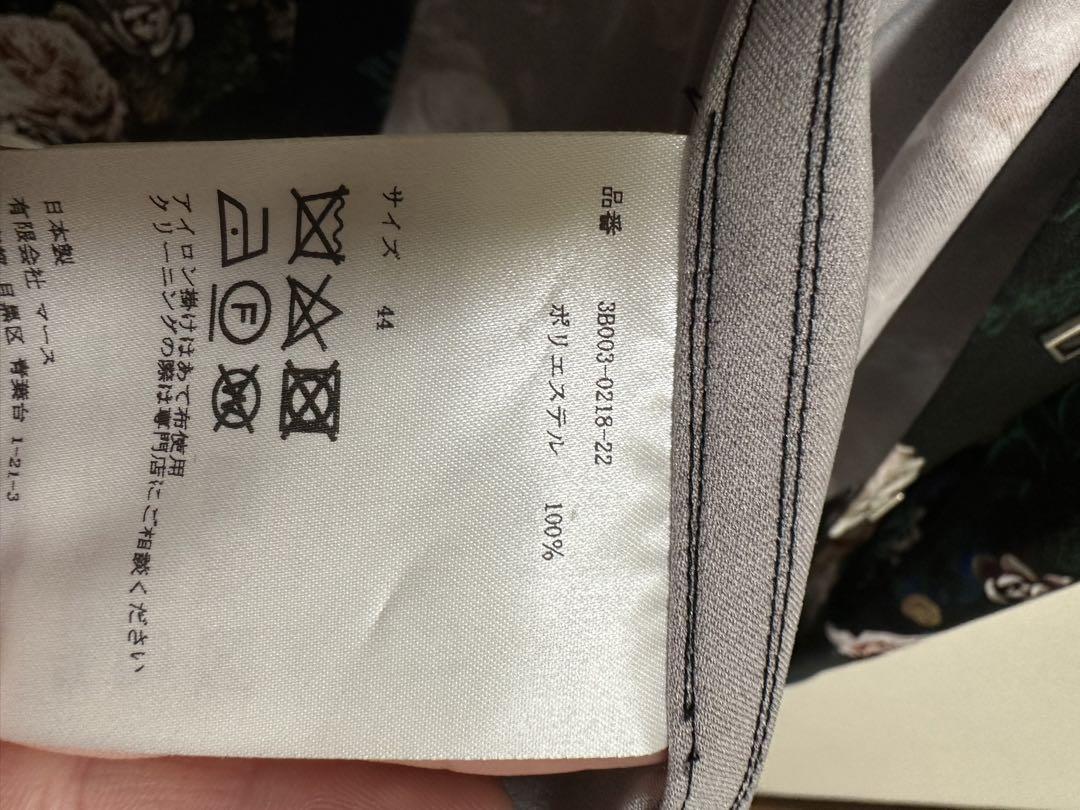 品番 3B003-0218-22
ポリエステル 100%
サイズ 44
F
W
アイロン掛けはあて布使用
クリーニングの際は専門店にご相談ください
日本製
有限会社 マース
目黒区 青葉台 1-21-3